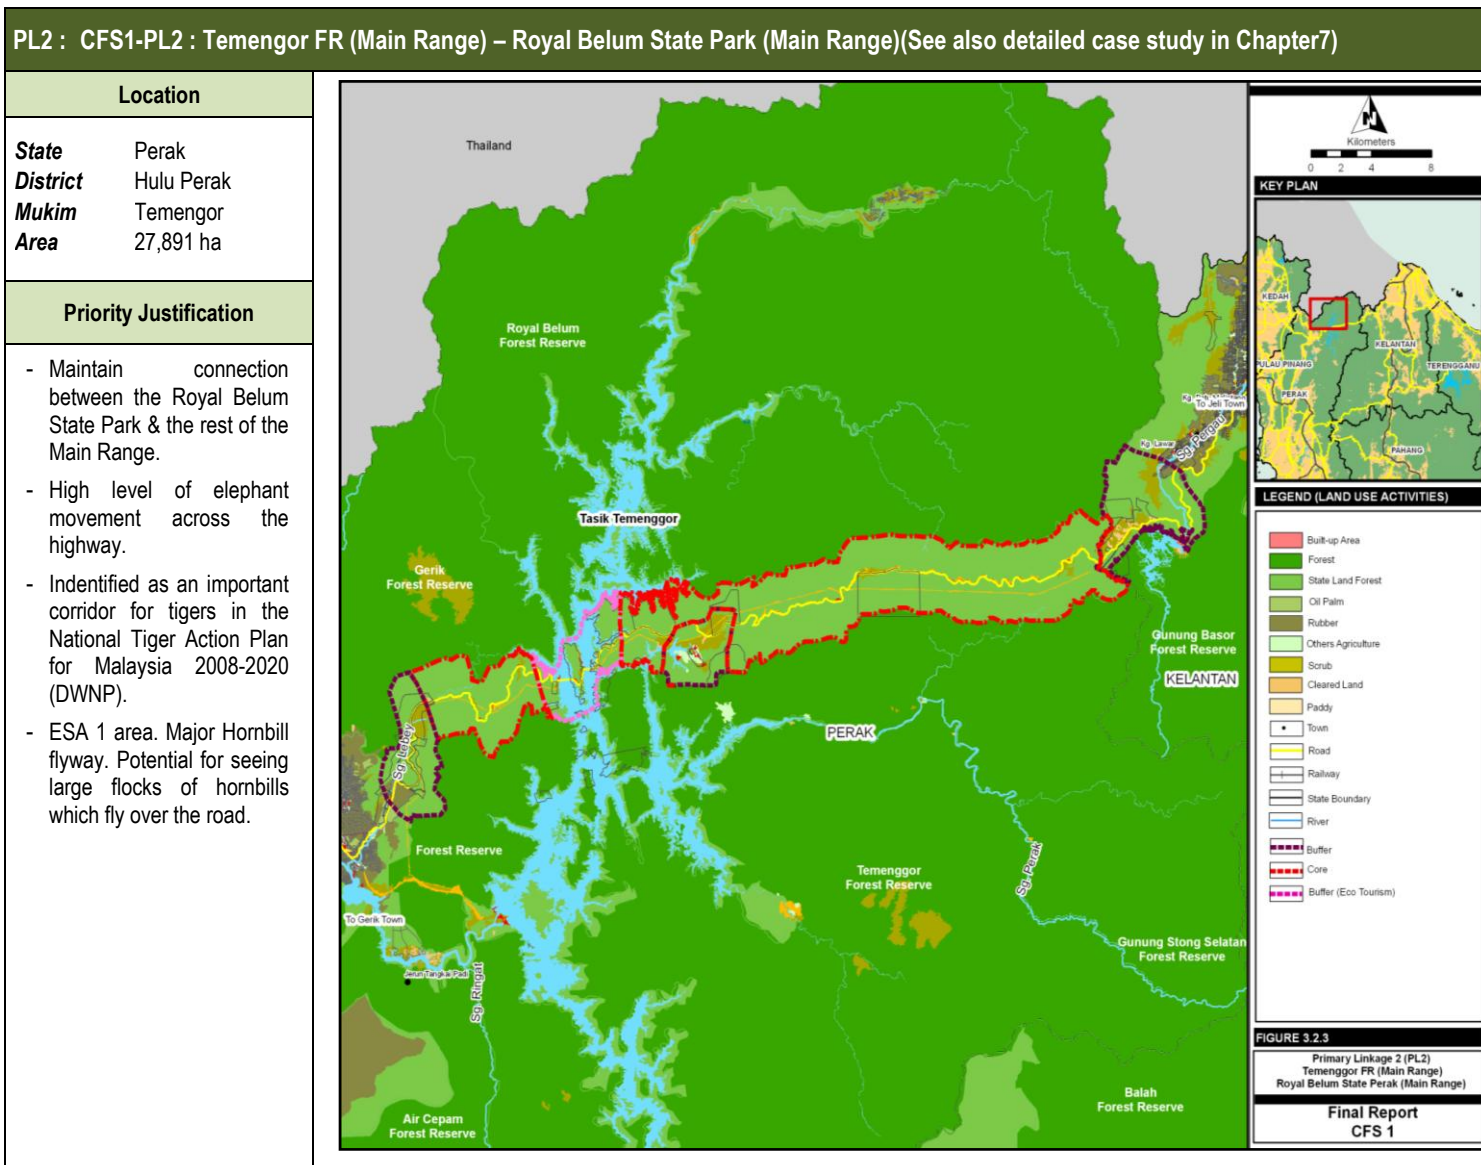 PL2 : CFS1-PL2 : Temengor FR (Main Range) – Royal Belum State Park (Main Range)(See also detailed case study in Chapter7)
Location
State Perak
District Hulu Perak
Mukim Temengor
Area 27,891 ha
Priority Justification
- Maintain connection
between the Royal Belum
State Park & the rest of the
Main Range.
- High level of elephant
movement across the
highway.
- Indentified as an important
corridor for tigers in the
National Tiger Action Plan
for Malaysia 2008-2020
(DWNP).
- ESA 1 area. Major Hornbill
flyway. Potential for seeing
large flocks of hornbills
which fly over the road.
Thailand
Royal Belum
Forest Reserve
To Jeli Town
Kg. Lawar
Sg. Pergau
Tasik Temenggor
Gerik
Forest Reserve
Gunung Basor
Forest Reserve
KELANTAN
PERAK
Sg. Lebey
Forest Reserve
Temenggor
Forest Reserve
Sg. Perak
To Gerik Town
Jerun Tangkai Padi
Sg. Ringat
Gunung Stong Selatan
Forest Reserve
Balah
Forest Reserve
Air Cepam
Forest Reserve
N
Kilometers
0 2 4 8
KEY PLAN
KEDAH
KELANTAN
PULAU PINANG
TERENGGANU
PERAK
PAHANG
LEGEND (LAND USE ACTIVITIES)
Built-up Area
Forest
State Land Forest
Oil Palm
Rubber
Others Agriculture
Scrub
Cleared Land
Paddy
Town
Road
Railway
State Boundary
River
Buffer
Core
Buffer (Eco Tourism)
FIGURE 3.2.3
Primary Linkage 2 (PL2)
Temenggor FR (Main Range)
Royal Belum State Perak (Main Range)
Final Report
CFS 1